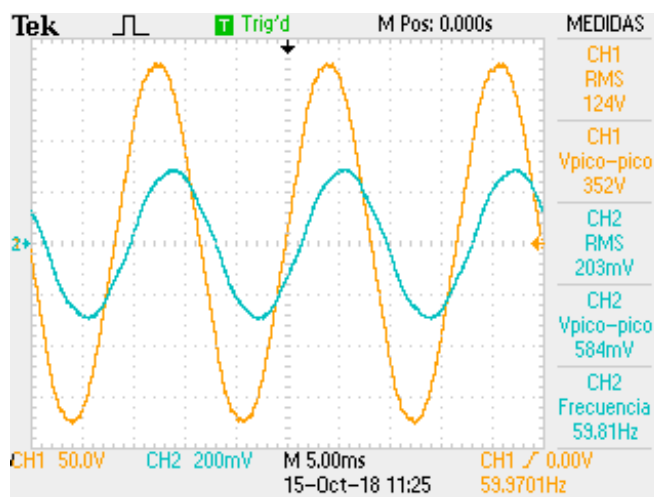 Tek T Trig'd M Pos: 0.000s MEDIDAS
CH1
RMS
124V
CH1
Vpico-pico
352V
CH2
RMS
203mV
CH2
Vpico-pico
584mV
CH2
Frecuencia
59.81Hz
2
CH1 50.0V CH2 200mV M 5.00ms CH1 0.00V
15-Oct-18 11:25 59.9701Hz